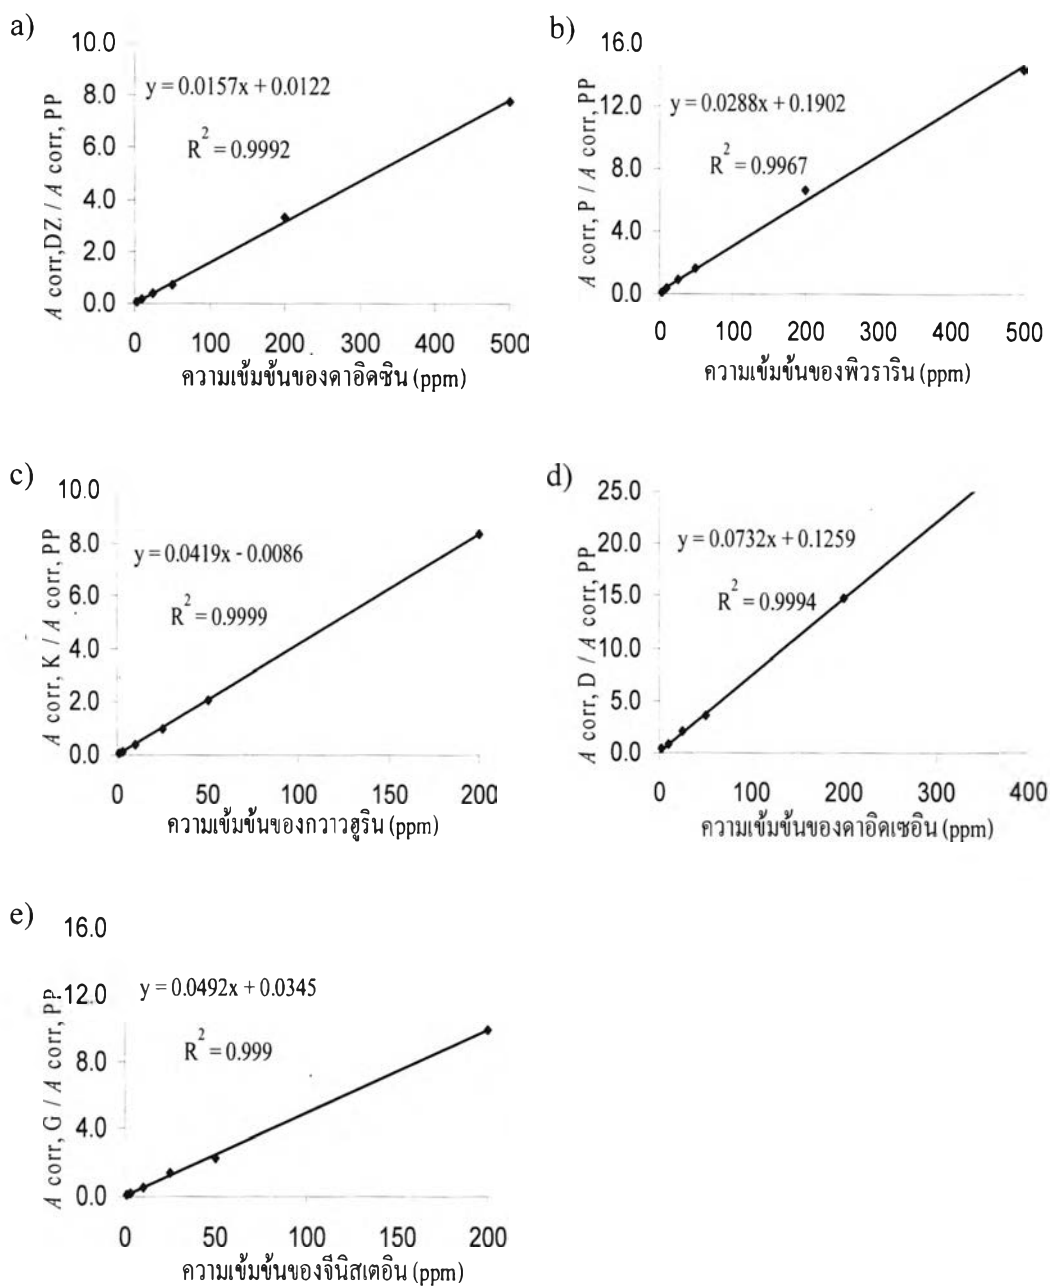 a)
10.0
8.0
6.0
4.0
2.0
0.0
A corr,DZ / A corr, PP
y = 0.0157x + 0.0122
R² = 0.9992
0 100 200 300 400 500
ความเข้มข้นของดาอิดซิน (ppm)
b)
16.0
12.0
8.0
4.0
0.0
A corr, P / A corr, PP
y = 0.0288x + 0.1902
R² = 0.9967
0 100 200 300 400 500
ความเข้มข้นของพิวราริน (ppm)
c)
10.0
8.0
6.0
4.0
2.0
0.0
A corr, K / A corr, PP
y = 0.0419x - 0.0086
R² = 0.9999
0 50 100 150 200
ความเข้มข้นของกวาวฮูริน (ppm)
d)
25.0
20.0
15.0
10.0
5.0
0.0
A corr, D / A corr, PP
y = 0.0732x + 0.1259
R² = 0.9994
0 100 200 300 400
ความเข้มข้นของดาอิดเซอิน (ppm)
e)
16.0
12.0
8.0
4.0
0.0
A corr, G / A corr, PP
y = 0.0492x + 0.0345
R² = 0.999
0 50 100 150 200
ความเข้มข้นของจีนิสเตอิน (ppm)